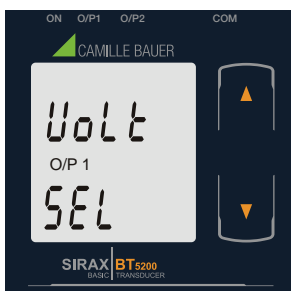 ON O/P1 O/P2 COM
CAMILLE BAUER
VoLt
O/P 1
SEL
SIRAX BT5200
BASIC TRANSDUCER